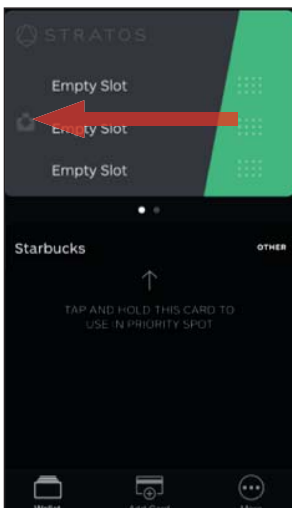 STRATOS
Empty Slot
Empty Slot
Empty Slot
Starbucks OTHER
TAP AND HOLD THIS CARD TO
USE IN PRIORITY SPOT
Wallet Add Card More